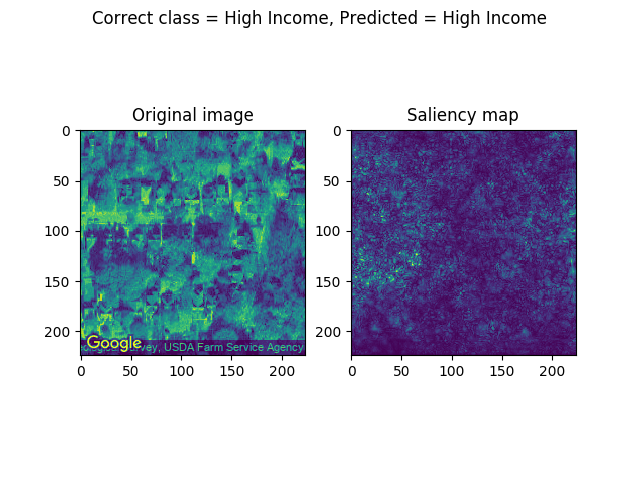 Correct class = High Income, Predicted = High Income
Original image
Saliency map
0
50
100
150
200
0
50
100
150
200
Google
Survey, USDA Farm Service Agency
0 50 100 150 200
0 50 100 150 200